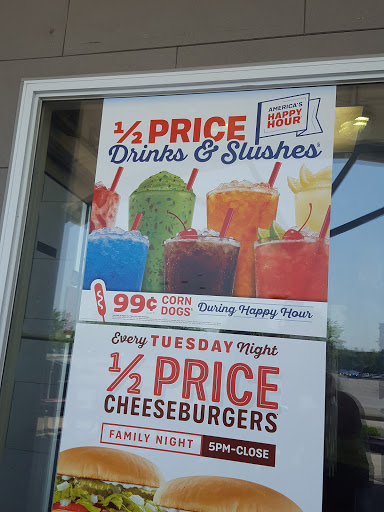 AMERICA'S
HAPPY
HOUR
½ PRICE
Drinks & Slushes
99¢ CORN DOGS During Happy Hour
Every TUESDAY Night
½ PRICE
CHEESEBURGERS
FAMILY NIGHT 5PM-CLOSE